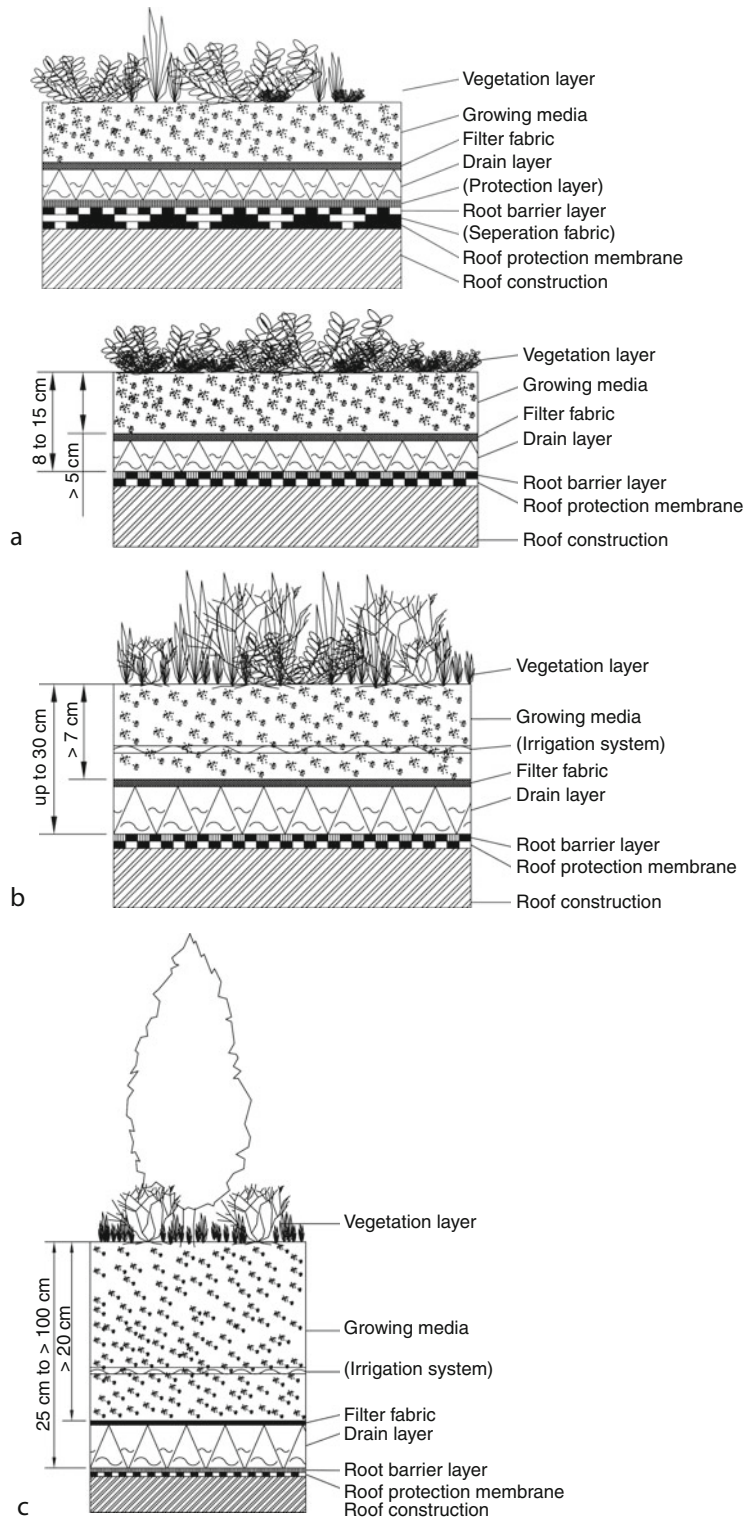 Vegetation layer
Growing media
Filter fabric
Drain layer
(Protection layer)
Root barrier layer
(Seperation fabric)
Roof protection membrane
Roof construction
8 to 15 cm
> 5 cm
Vegetation layer
Growing media
Filter fabric
Drain layer
Root barrier layer
Roof protection membrane
Roof construction
a
up to 30 cm
> 7 cm
Vegetation layer
Growing media
(Irrigation system)
Filter fabric
Drain layer
Root barrier layer
Roof protection membrane
Roof construction
b
25 cm to > 100 cm
> 20 cm
Vegetation layer
Growing media
(Irrigation system)
Filter fabric
Drain layer
Root barrier layer
Roof protection membrane
Roof construction
c